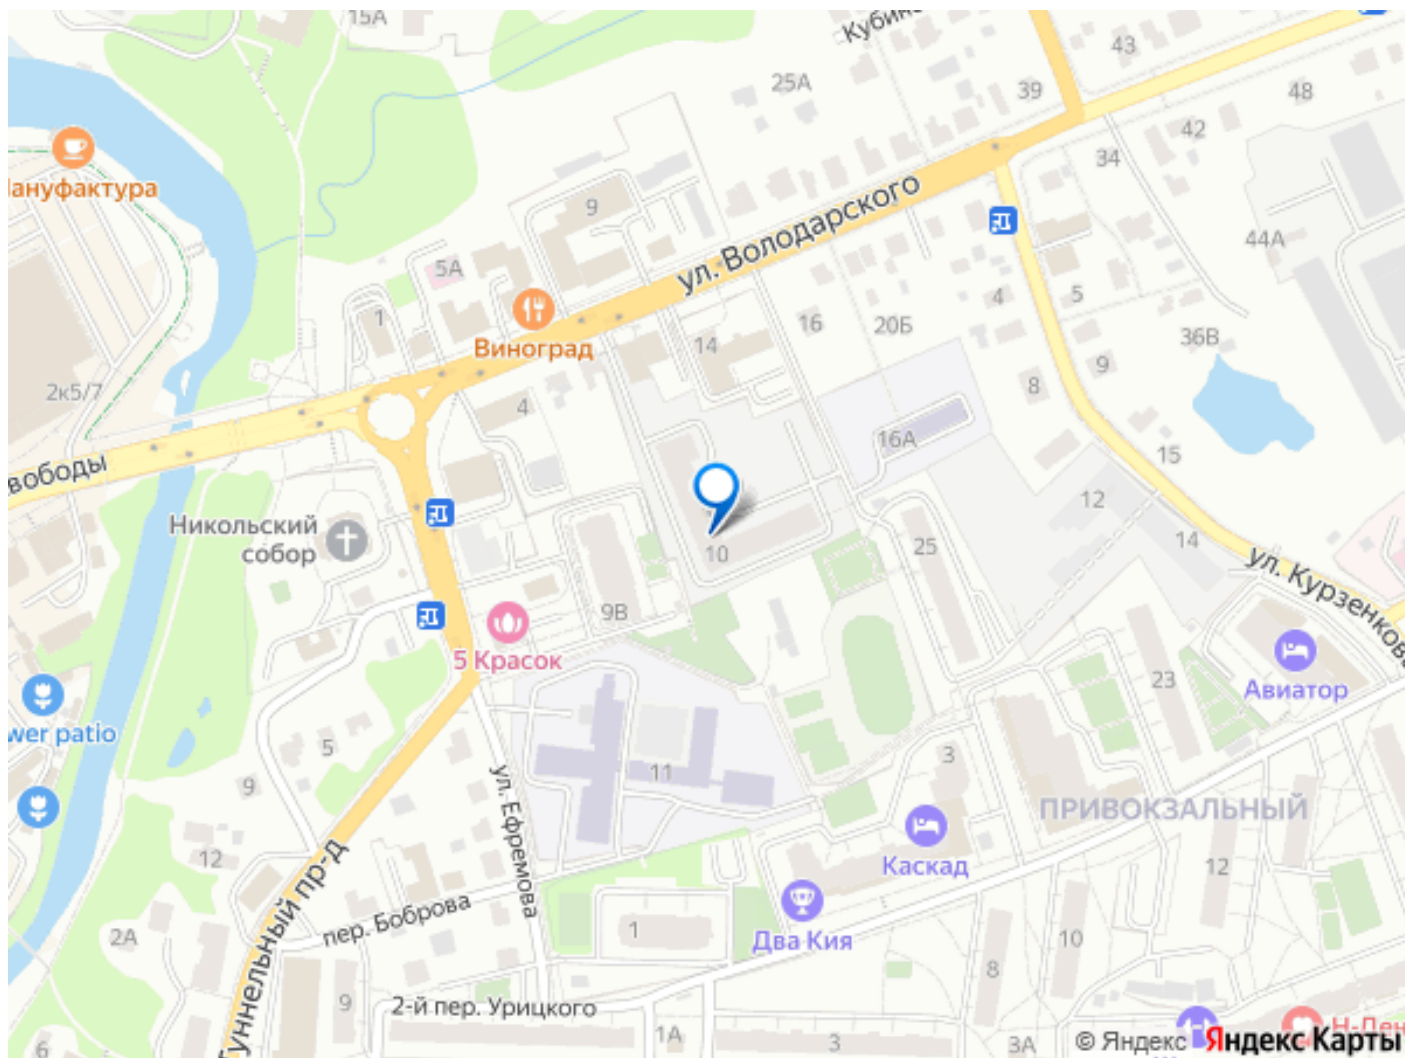 15А
Кубинс
43
25А
39
48
42
34
Мануфактура
9
ул. Володарского
44А
5А
4
5
1
16
20Б
36В
Виноград
14
2к5/7
9
8
4
16А
15
вободы
12
Никольский
собор
25
14
10
ул. Курзенкова
9В
5 Красок
23
Авиатор
wer patio
5
3
11
9
ПРИВОКЗАЛЬНЫЙ
ул. Ефремова
12
Каскад
12
Туннельный пр-д
пер. Боброва
2А
1
Два Кия
10
8
9
2-й пер. Урицкого
1А
3
3А
6
© Яндекс
Яндекс Карты